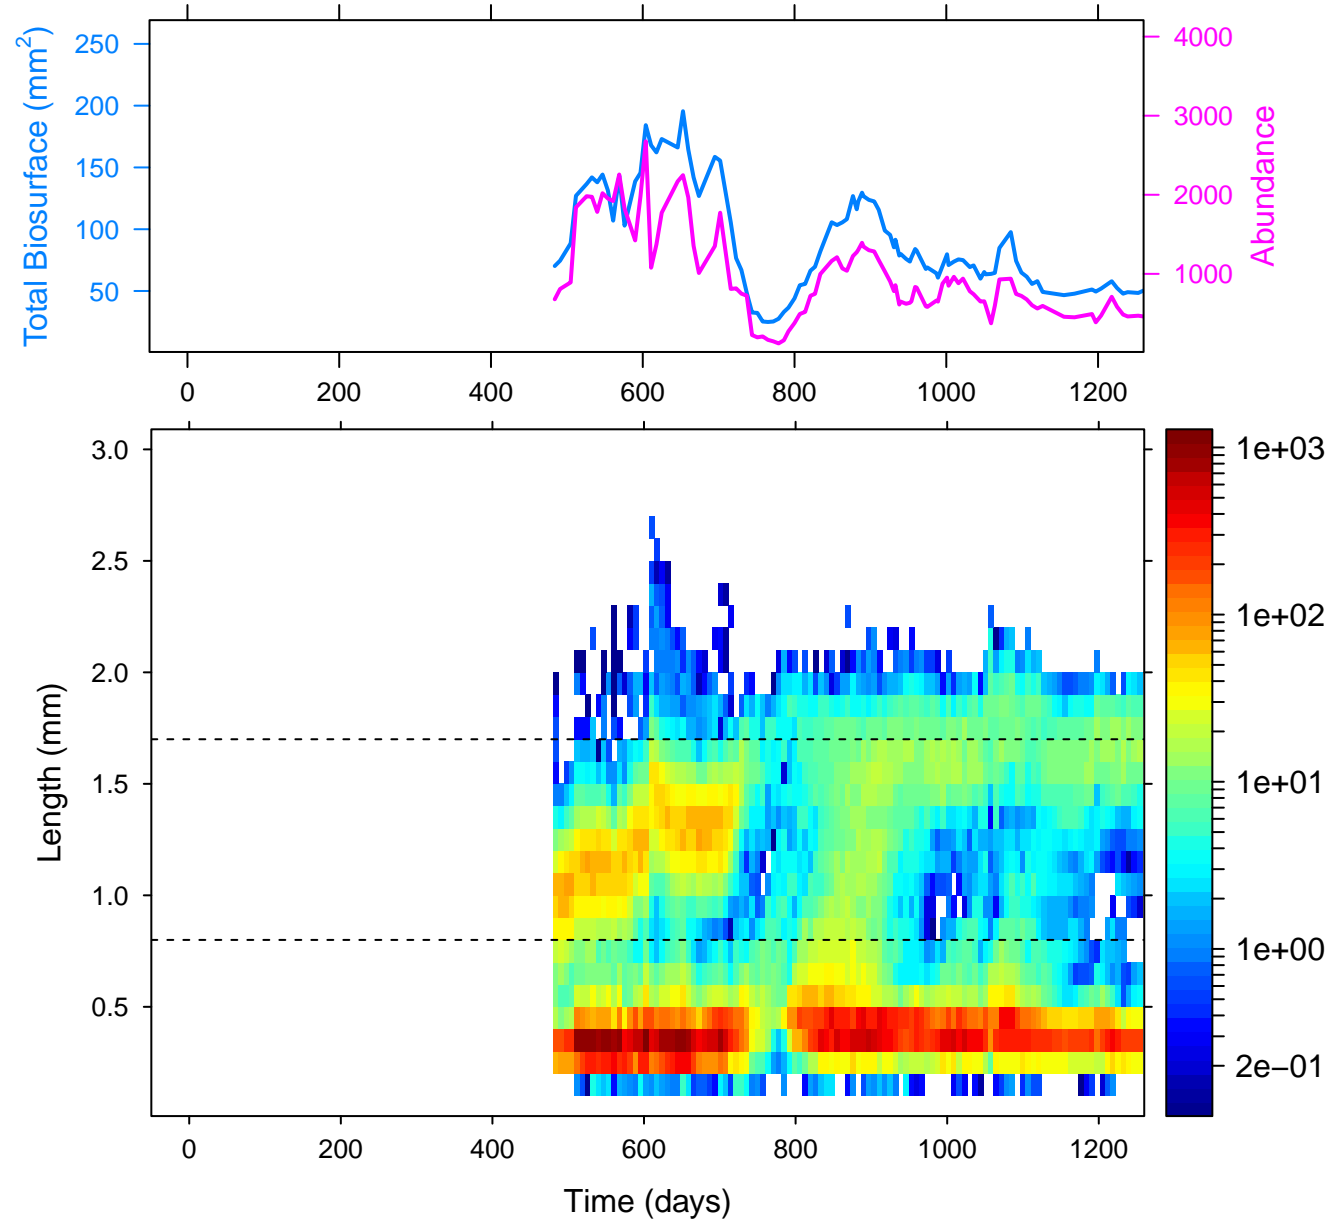 Total Biosurface (mm²)
250
200
150
100
50
4000
3000
2000
1000
Abundance
0 200 400 600 800 1000 1200
Length (mm)
3.0
2.5
2.0
1.5
1.0
0.5
1e+03
1e+02
1e+01
1e+00
2e−01
0 200 400 600 800 1000 1200
Time (days)